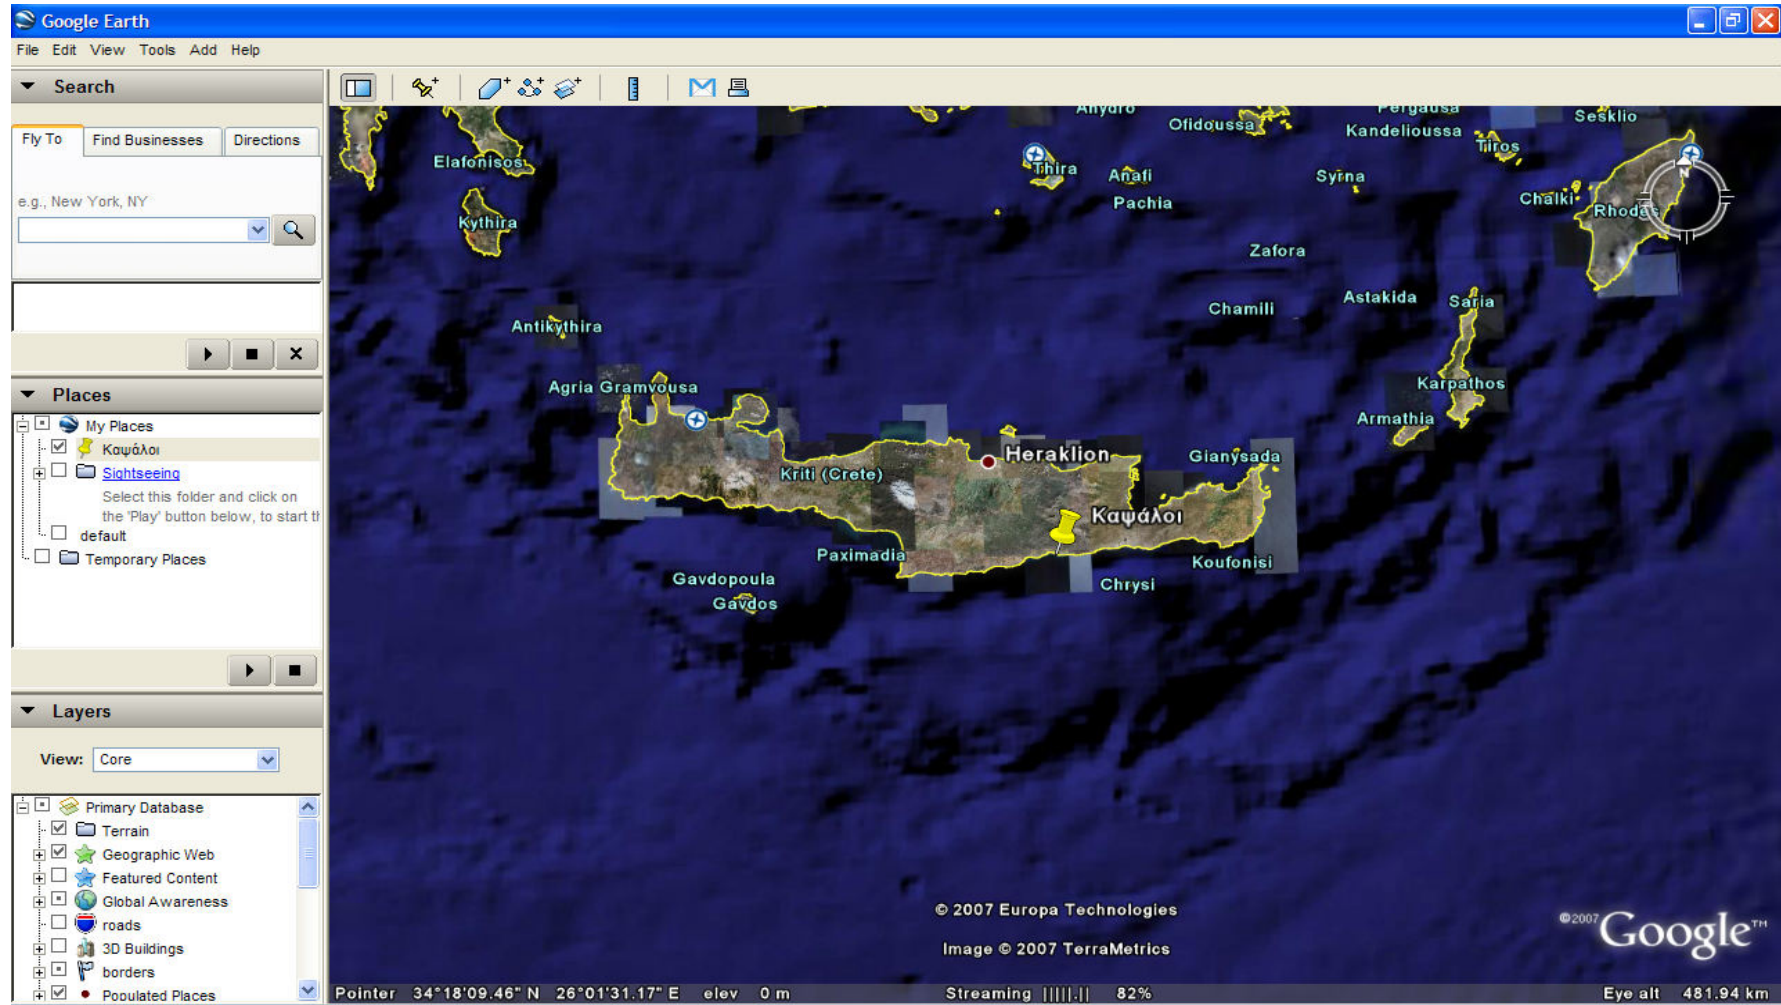 Google Earth
File Edit View Tools Add Help
Search
Fly To Find Businesses Directions
e.g., New York, NY
Places
My Places
Καψάλοι
Sightseeing
Select this folder and click on
the 'Play' button below, to start th
default
Temporary Places
Layers
View: Core
Primary Database
Terrain
Geographic Web
Featured Content
Global Awareness
roads
3D Buildings
borders
Populated Places
Anydro
Pergausa
Sesklio
Ofidoussa
Kandelioussa
Tiros
Elafonisos
Thira
Anafi
Syrna
Pachia
Chalki
Rhodes
N
Kythira
Zafora
Astakida
Saria
Chamili
Antikythira
Agria Gramvousa
Karpathos
Armathia
Heraklion
Gianysada
Kriti (Crete)
Καψάλοι
Paximadia
Koufonisi
Gavdopoula
Chrysi
Gavdos
© 2007 Europa Technologies
Image © 2007 TerraMetrics
©2007 Google™
Pointer 34°18'09.46" N 26°01'31.17" E elev 0 m Streaming |||||.|| 82% Eye alt 481.94 km